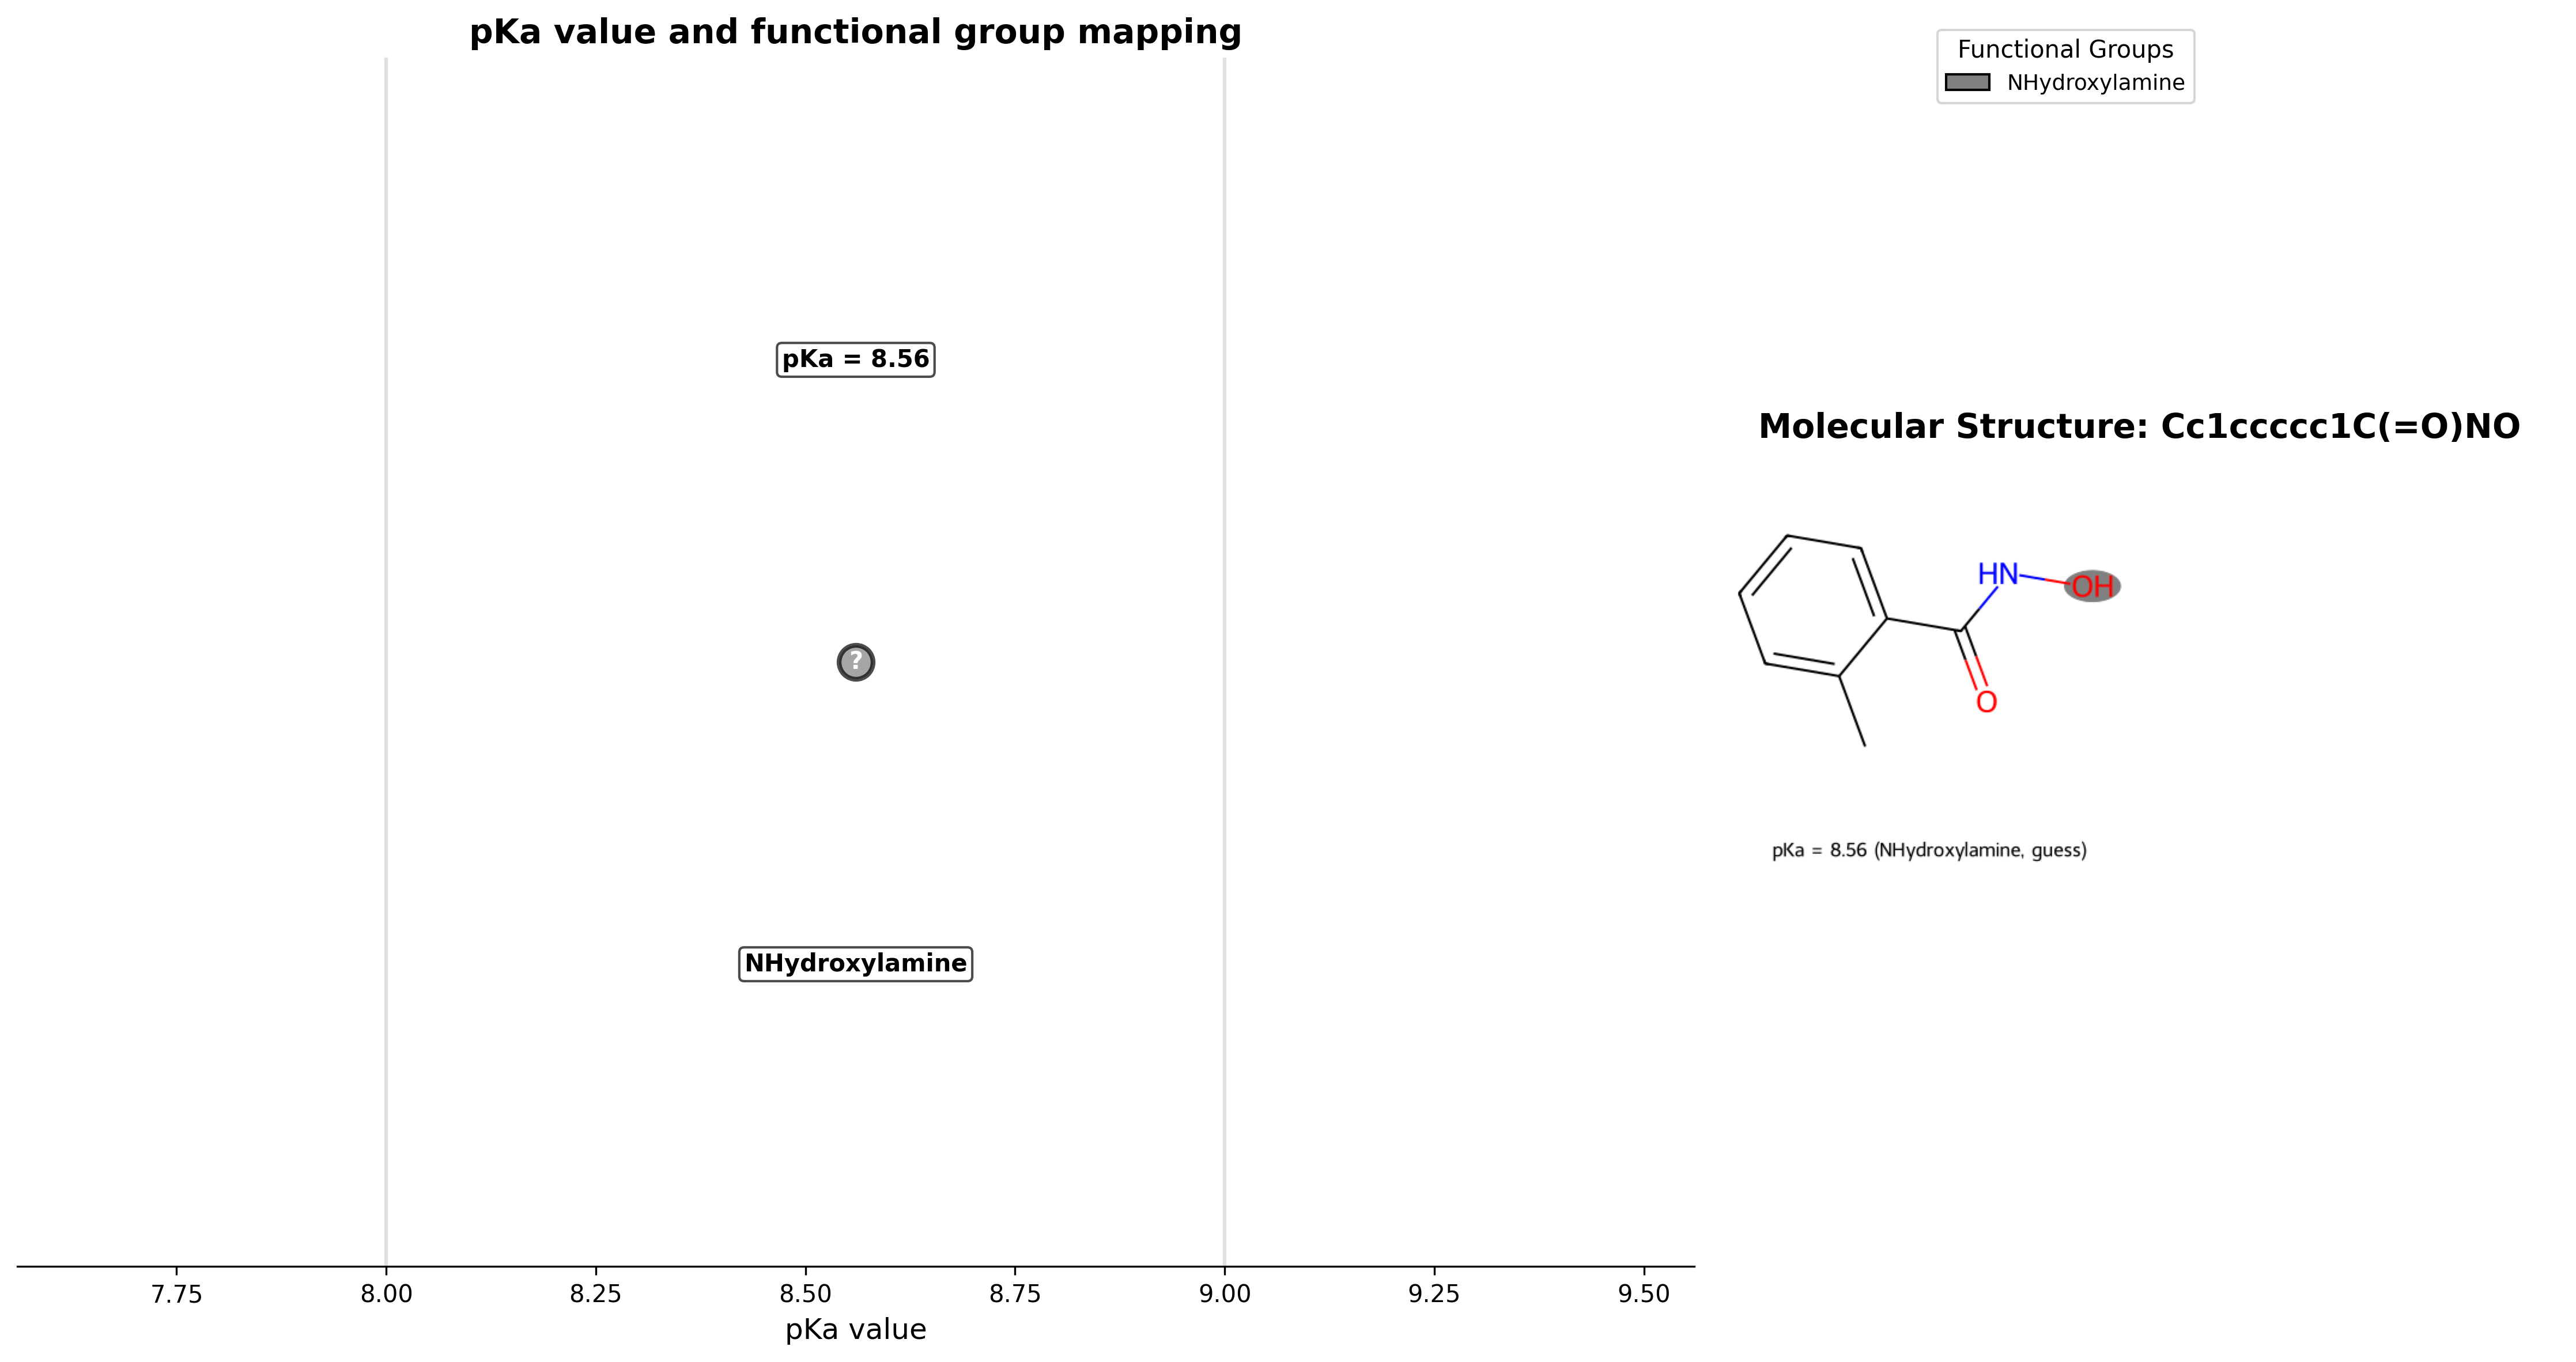 pKa value and functional group mapping
pKa = 8.56
?
NHydroxylamine
7.75 8.00 8.25 8.50 8.75 9.00 9.25 9.50
pKa value
Functional Groups
NHydroxylamine
Molecular Structure: Cc1ccccc1C(=O)NO
HN
OH
O
pKa = 8.56 (NHydroxylamine, guess)